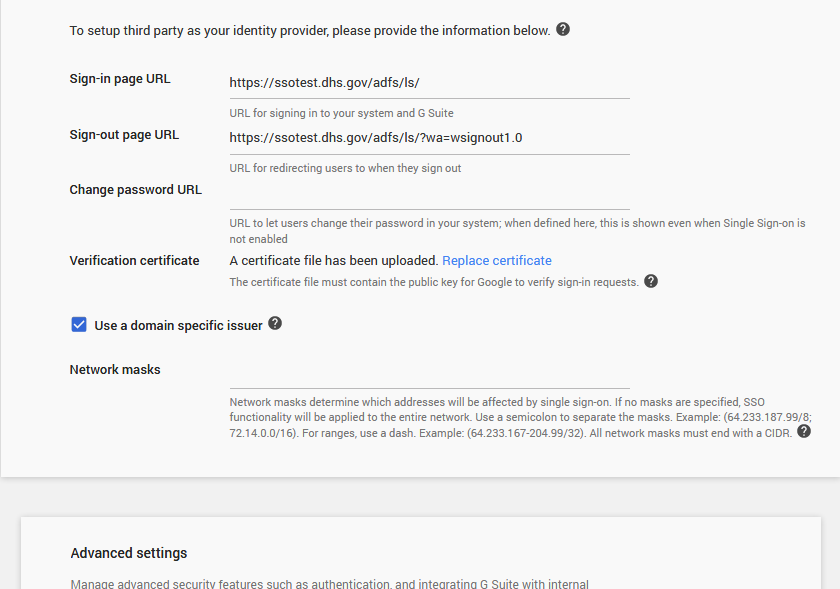 To setup third party as your identity provider, please provide the information below.
Sign-in page URL
https://ssotest.dhs.gov/adfs/ls/
URL for signing in to your system and G Suite
Sign-out page URL
https://ssotest.dhs.gov/adfs/ls/?wa=wsignout1.0
URL for redirecting users to when they sign out
Change password URL
URL to let users change their password in your system; when defined here, this is shown even when Single Sign-on is
not enabled
Verification certificate
A certificate file has been uploaded. Replace certificate
The certificate file must contain the public key for Google to verify sign-in requests.
Use a domain specific issuer
Network masks
Network masks determine which addresses will be affected by single sign-on. If no masks are specified, SSO
functionality will be applied to the entire network. Use a semicolon to separate the masks. Example: (64.233.187.99/8;
72.14.0.0/16). For ranges, use a dash. Example: (64.233.167-204.99/32). All network masks must end with a CIDR.
Advanced settings
Manage advanced security features such as authentication, and integrating G Suite with internal